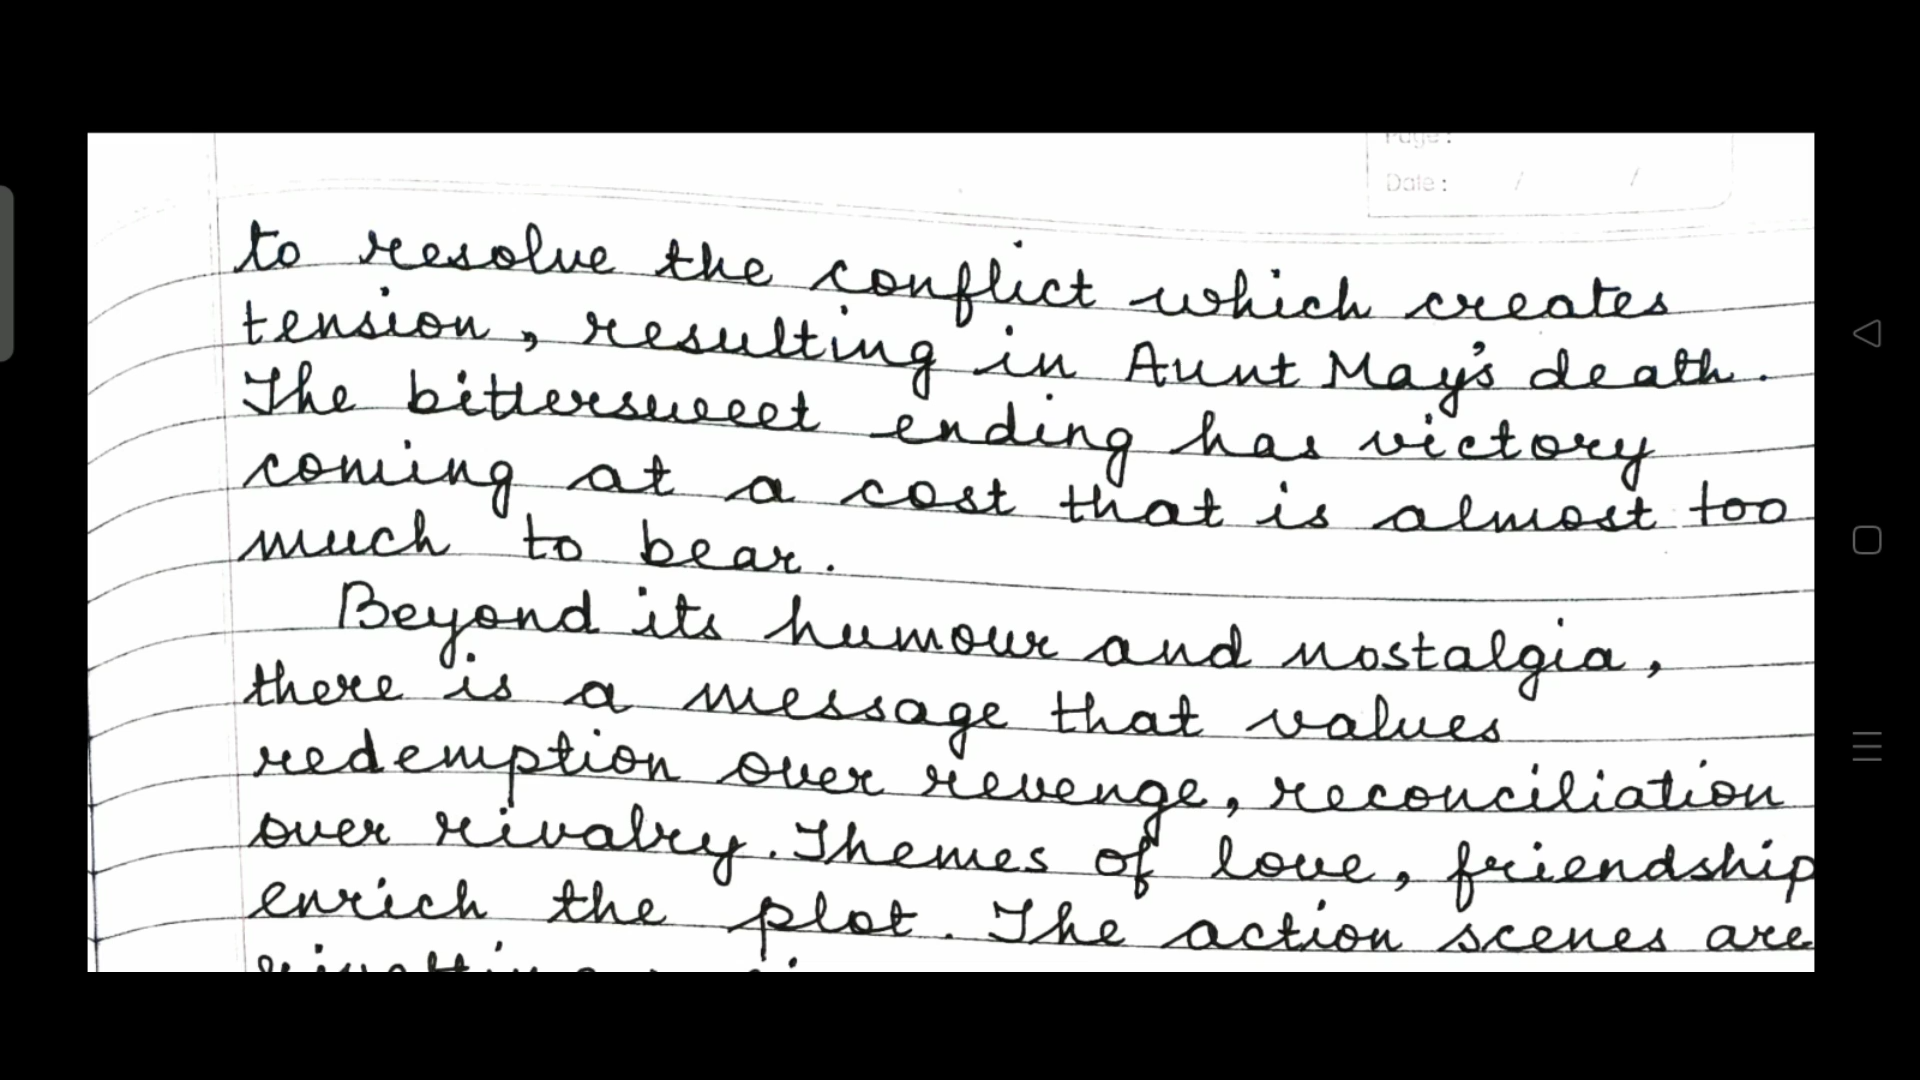 Page:
Date: / /
to resolve the conflict which creates
tension, resulting in Aunt May's death.
The bittersweet ending has victory
coming at a cost that is almost too
much to bear.
Beyond its humour and nostalgia,
there is a message that values
redemption over revenge, reconciliation
over rivalry. Themes of love, friendship
enrich the plot. The action scenes are